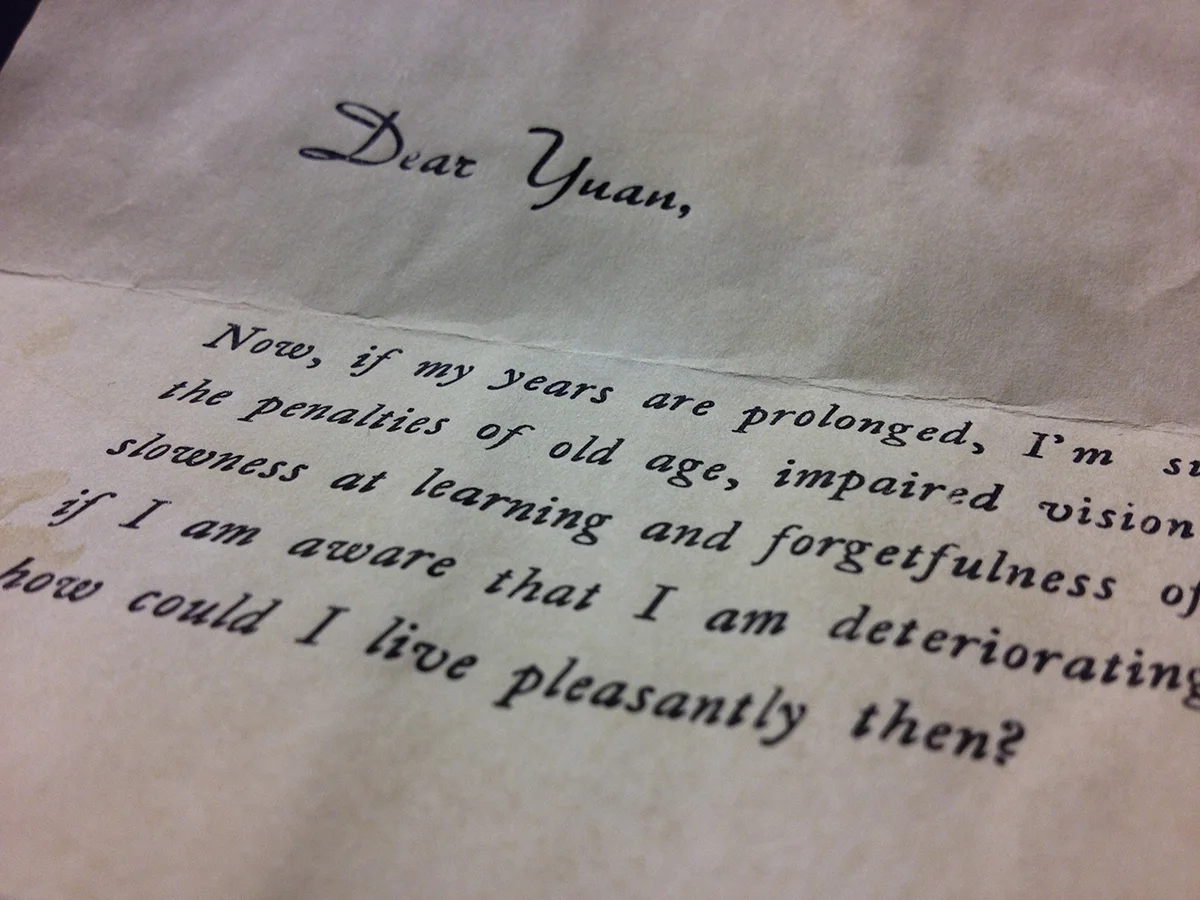 Dear Yuan,
Now, if my years are prolonged, I'm
the penalties of old age, impaired vision
slowness at learning and forgetfulness of
if I am aware that I am deteriorating
how could I live pleasantly then?